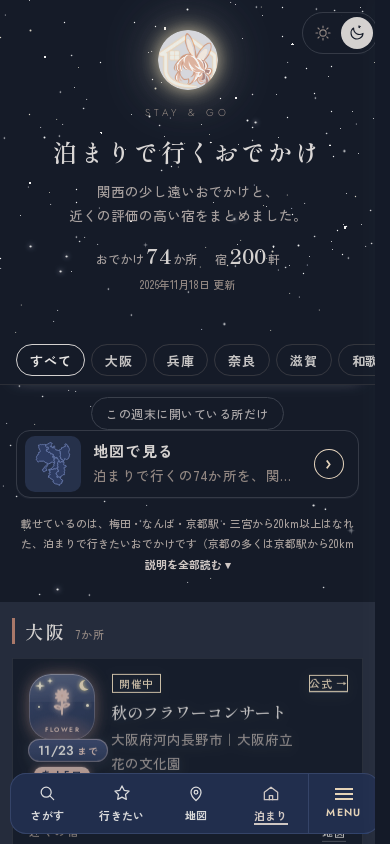 STAY & GO
泊まりで行くおでかけ
関西の少し遠いおでかけと、
近くの評価の高い宿をまとめました。
おでかけ74か所 宿200軒
2026年11月18日 更新
すべて 大阪 兵庫 奈良 滋賀 和歌
この週末に開いている所だけ
地図で見る
泊まりで行くの74か所を、関…
載せているのは、梅田・なんば・京都駅・三宮から20km以上はなれ
た、泊まりで行きたいおでかけです（京都の多くは京都駅から20km
説明を全部読む▼
大阪 7か所
開催中 公式→
秋のフラワーコンサート
大阪府河内長野市｜大阪府立
花の文化園
FLOWER
11/23 まで
さがす 行きたい 地図 泊まり MENU